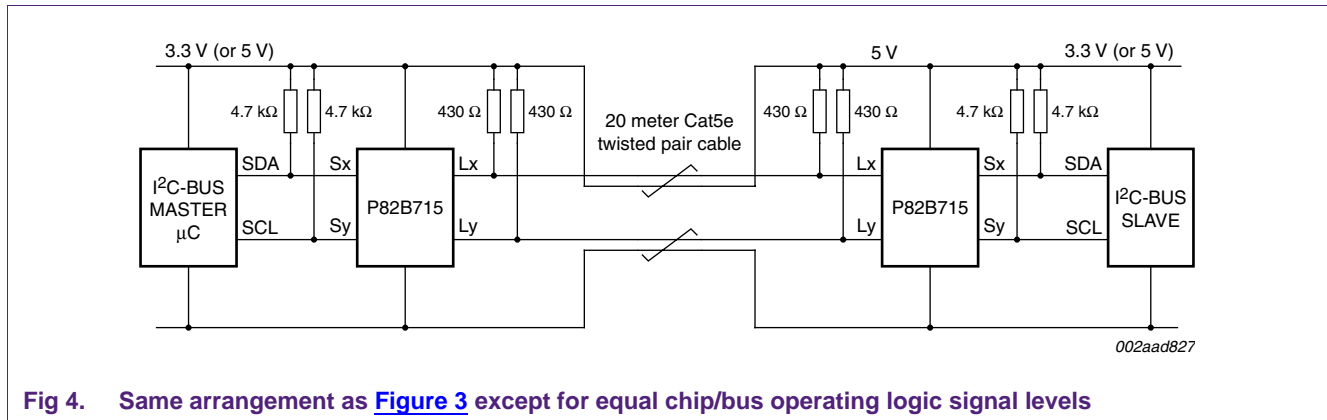 3.3 V (or 5 V)
5 V
3.3 V (or 5 V)
4.7 kΩ
4.7 kΩ
430 Ω
430 Ω
20 meter Cat5e
twisted pair cable
430 Ω
430 Ω
4.7 kΩ
4.7 kΩ
I²C-BUS
MASTER
μC
SDA
SCL
Sx
Sy
P82B715
Lx
Ly
Lx
Ly
P82B715
Sx
Sy
SDA
SCL
I²C-BUS
SLAVE
002aad827
Fig 4. Same arrangement as Figure 3 except for equal chip/bus operating logic signal levels